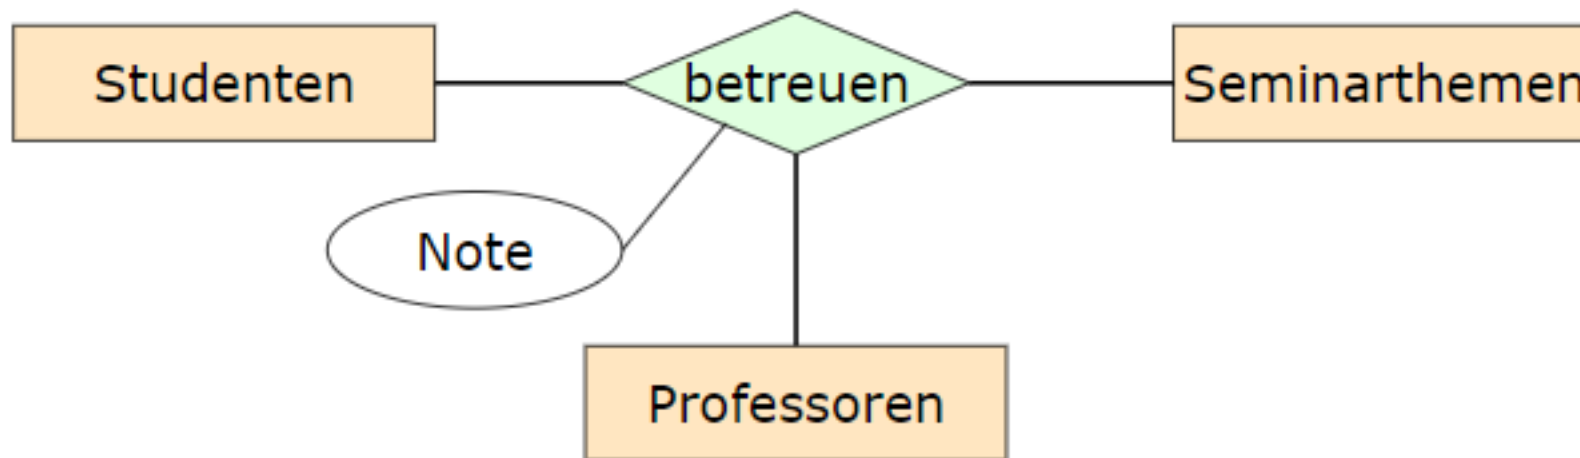 Studenten
betreuen
Seminarthemen
Note
Professoren